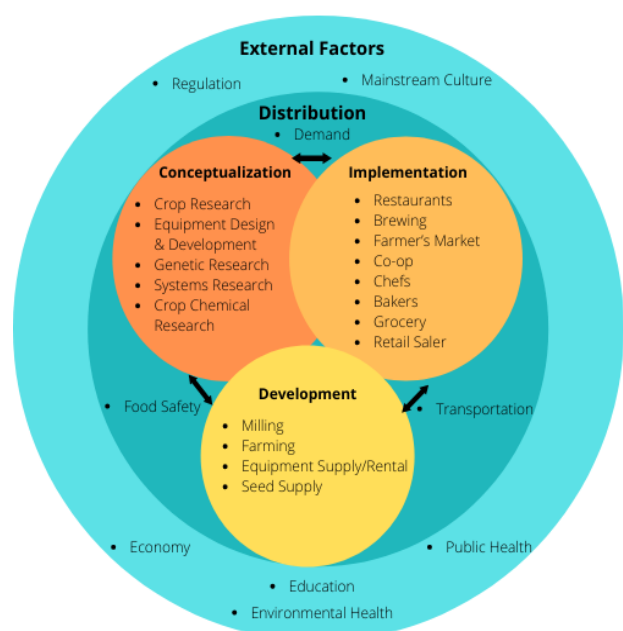 External Factors
• Regulation
• Mainstream Culture
Distribution
• Demand
Conceptualization
• Crop Research
• Equipment Design
& Development
• Genetic Research
• Systems Research
• Crop Chemical
Research
Implementation
• Restaurants
• Brewing
• Farmer's Market
• Co-op
• Chefs
• Bakers
• Grocery
• Retail Saler
Development
• Milling
• Farming
• Equipment Supply/Rental
• Seed Supply
• Food Safety
• Transportation
• Economy
• Public Health
• Education
• Environmental Health